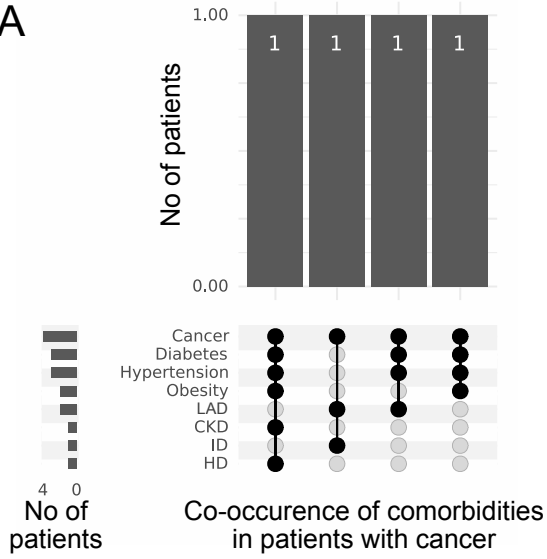 A
No of patients
1.00
0.00
1 1 1 1
Cancer
Diabetes
Hypertension
Obesity
LAD
CKD
ID
HD
4 0
No of
patients
Co-occurence of comorbidities
in patients with cancer